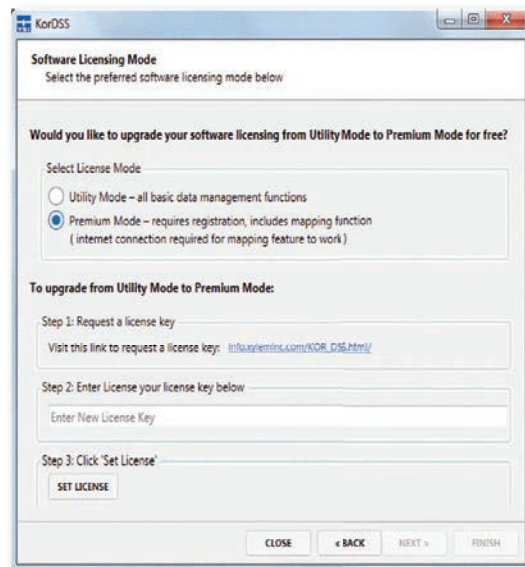 KorDSS
Software Licensing Mode
Select the preferred software licensing mode below
Would you like to upgrade your software licensing from Utility Mode to Premium Mode for free?
Select License Mode
Utility Mode – all basic data management functions
Premium Mode – requires registration, includes mapping function
( internet connection required for mapping feature to work )
To upgrade from Utility Mode to Premium Mode:
Step 1: Request a license key
Visit this link to request a license key: info.xyleminc.com/KOR_DSS.html/
Step 2: Enter License your license key below
Enter New License Key
Step 3: Click 'Set License'
SET LICENSE
CLOSE < BACK NEXT > FINISH